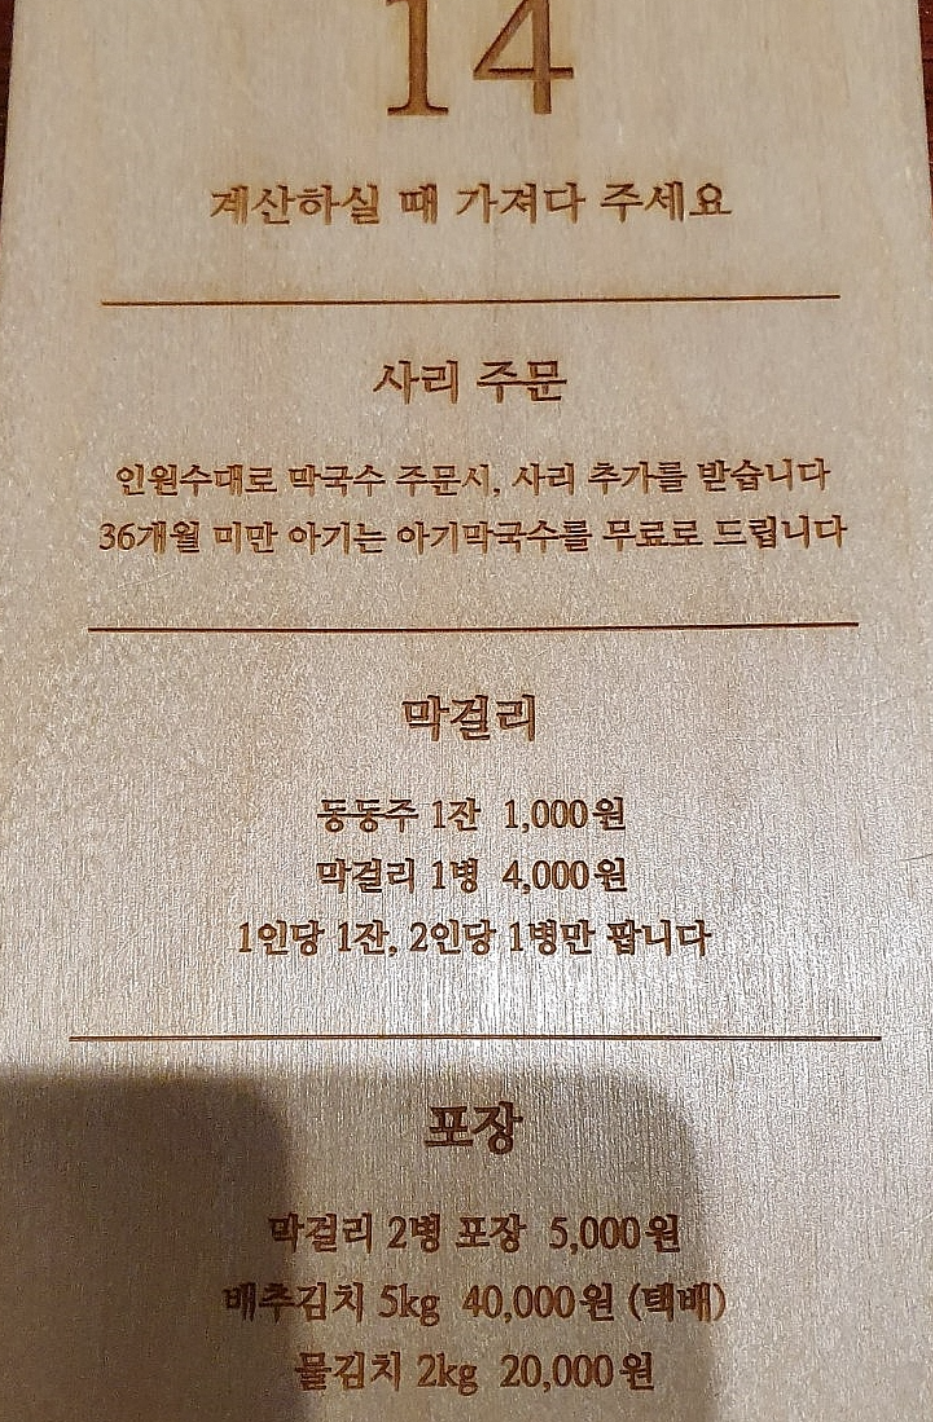 14
계산하실 때 가져다 주세요
사리 주문
인원수대로 막국수 주문시, 사리 추가를 받습니다
36개월 미만 아기는 아기막국수를 무료로 드립니다
막걸리
동동주 1잔 1,000원
막걸리 1병 4,000원
1인당 1잔, 2인당 1병만 팝니다
포장
막걸리 2병 포장 5,000원
배추김치 5kg 40,000원 (택배)
물김치 2kg 20,000원